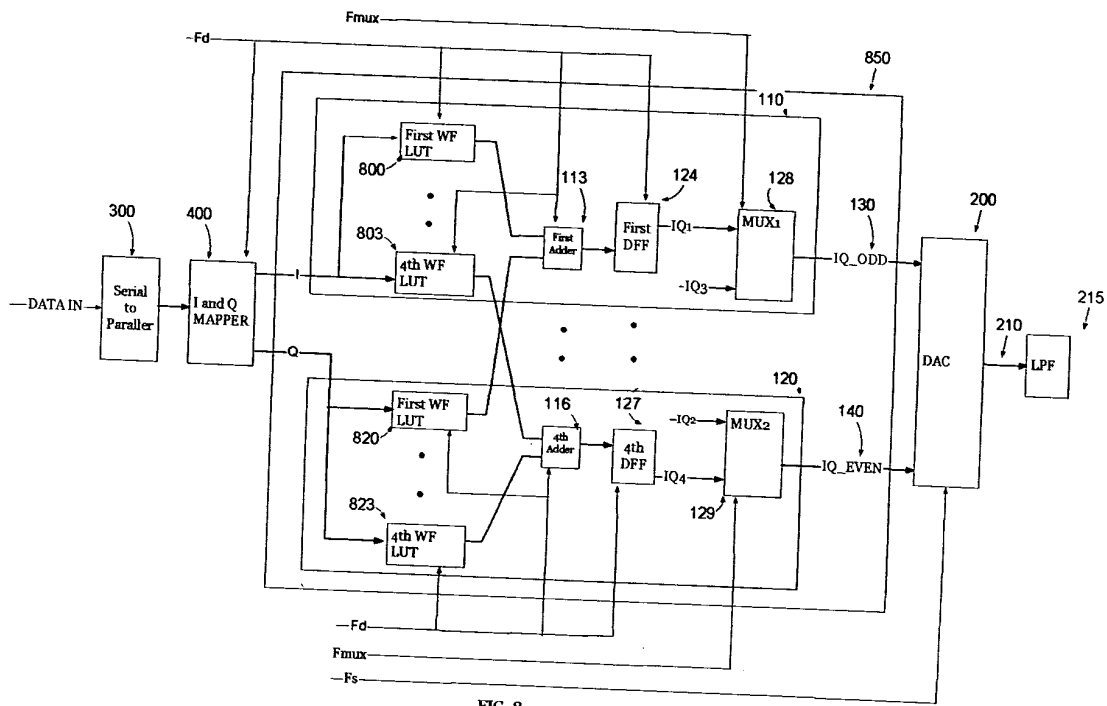 Fmux
Fd
850
110
First WF
LUT
800
113
124
128
MUX1
200
300
400
803
First
Adder
First
DFF
IQ1
130
IQ_ODD
4th WF
LUT
IQ3
215
DATA IN
Serial
to
Paraller
I and Q
MAPPER
I
Q
DAC
210
LPF
120
First WF
LUT
820
116
127
IQ2
MUX2
140
4th
Adder
4th
DFF
IQ4
IQ_EVEN
129
823
4th WF
LUT
Fd
Fmux
Fs
FIG. 8